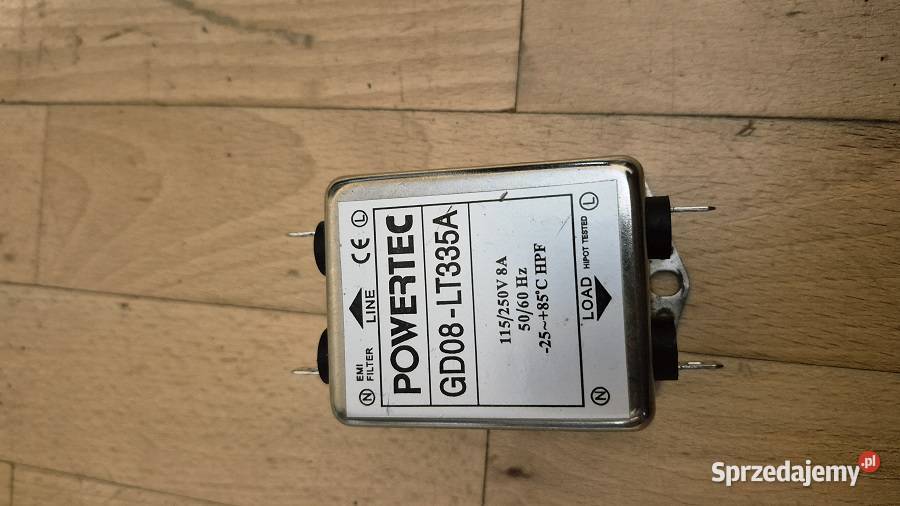 Ⓝ EMI FILTER LINE CE Ⓛ
POWERTEC
GD08-LT335A
115/250V 8A
50/60 Hz
-25~+85°C HPF
Ⓝ LOAD HIPOT TESTED Ⓛ
Sprzedajemy.pl